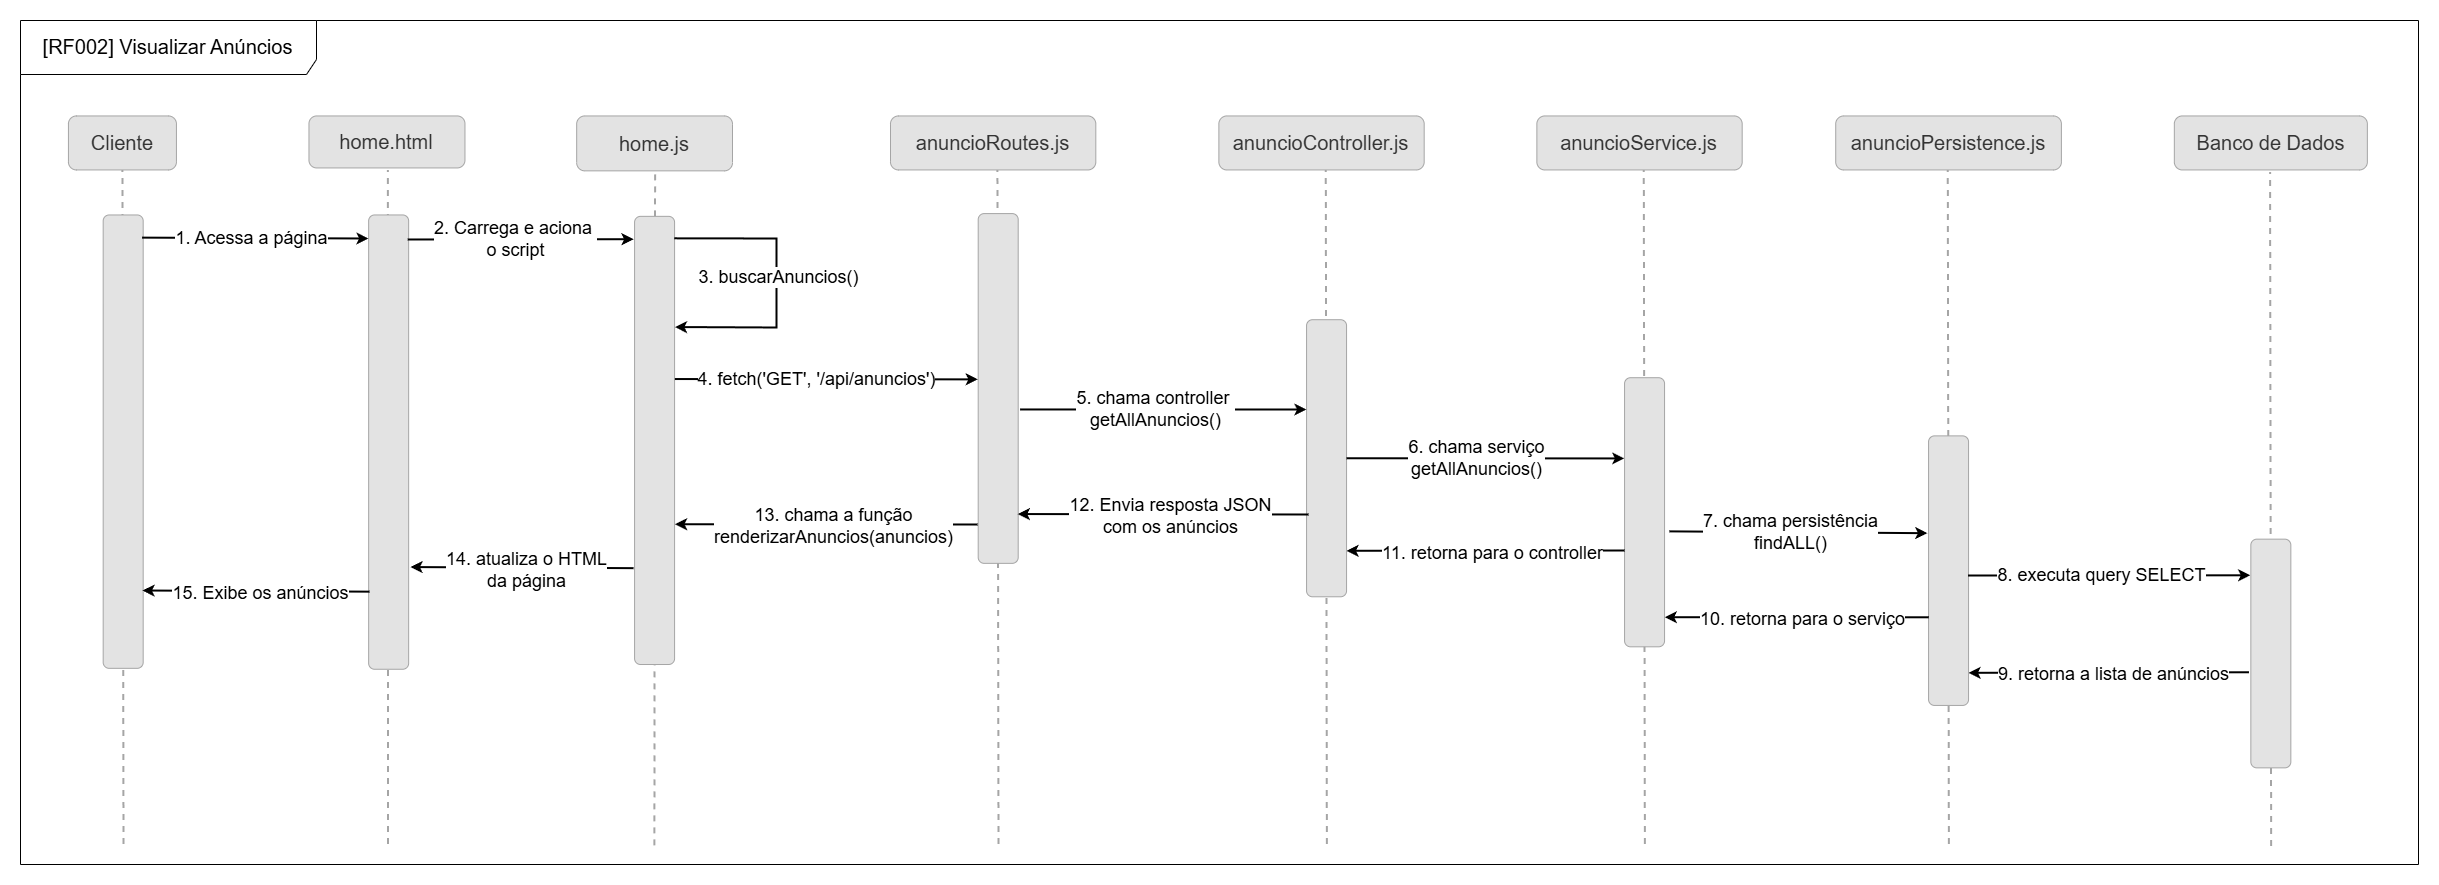 [RF002] Visualizar Anúncios
Cliente
home.html
home.js
anuncioRoutes.js
anuncioController.js
anuncioService.js
anuncioPersistence.js
Banco de Dados
1. Acessa a página
2. Carrega e aciona
o script
3. buscarAnuncios()
4. fetch('GET', '/api/anuncios')
5. chama controller
getAllAnuncios()
6. chama serviço
getAllAnuncios()
7. chama persistência
findALL()
8. executa query SELECT
9. retorna a lista de anúncios
10. retorna para o serviço
11. retorna para o controller
12. Envia resposta JSON
com os anúncios
13. chama a função
renderizarAnuncios(anuncios)
14. atualiza o HTML
da página
15. Exibe os anúncios